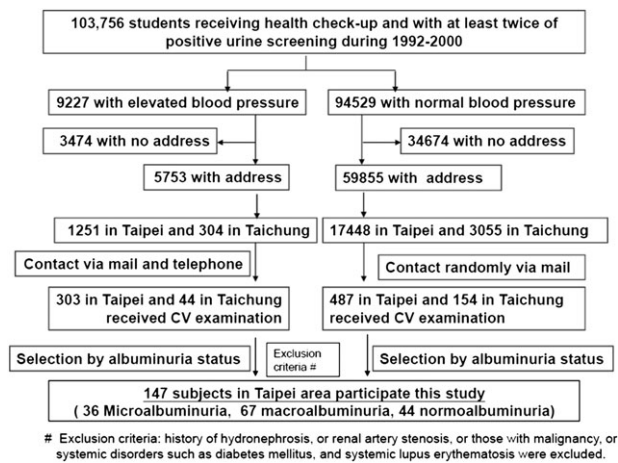 103,756 students receiving health check-up and with at least twice of
positive urine screening during 1992-2000
9227 with elevated blood pressure
94529 with normal blood pressure
3474 with no address
34674 with no address
5753 with address
59855 with address
1251 in Taipei and 304 in Taichung
17448 in Taipei and 3055 in Taichung
Contact via mail and telephone
Contact randomly via mail
303 in Taipei and 44 in Taichung
received CV examination
487 in Taipei and 154 in Taichung
received CV examination
Selection by albuminuria status
Exclusion
criteria #
Selection by albuminuria status
147 subjects in Taipei area participate this study
( 36 Microalbuminuria, 67 macroalbuminuria, 44 normoalbuminuria)
# Exclusion criteria: history of hydronephrosis, or renal artery stenosis, or those with malignancy, or
systemic disorders such as diabetes mellitus, and systemic lupus erythematosis were excluded.